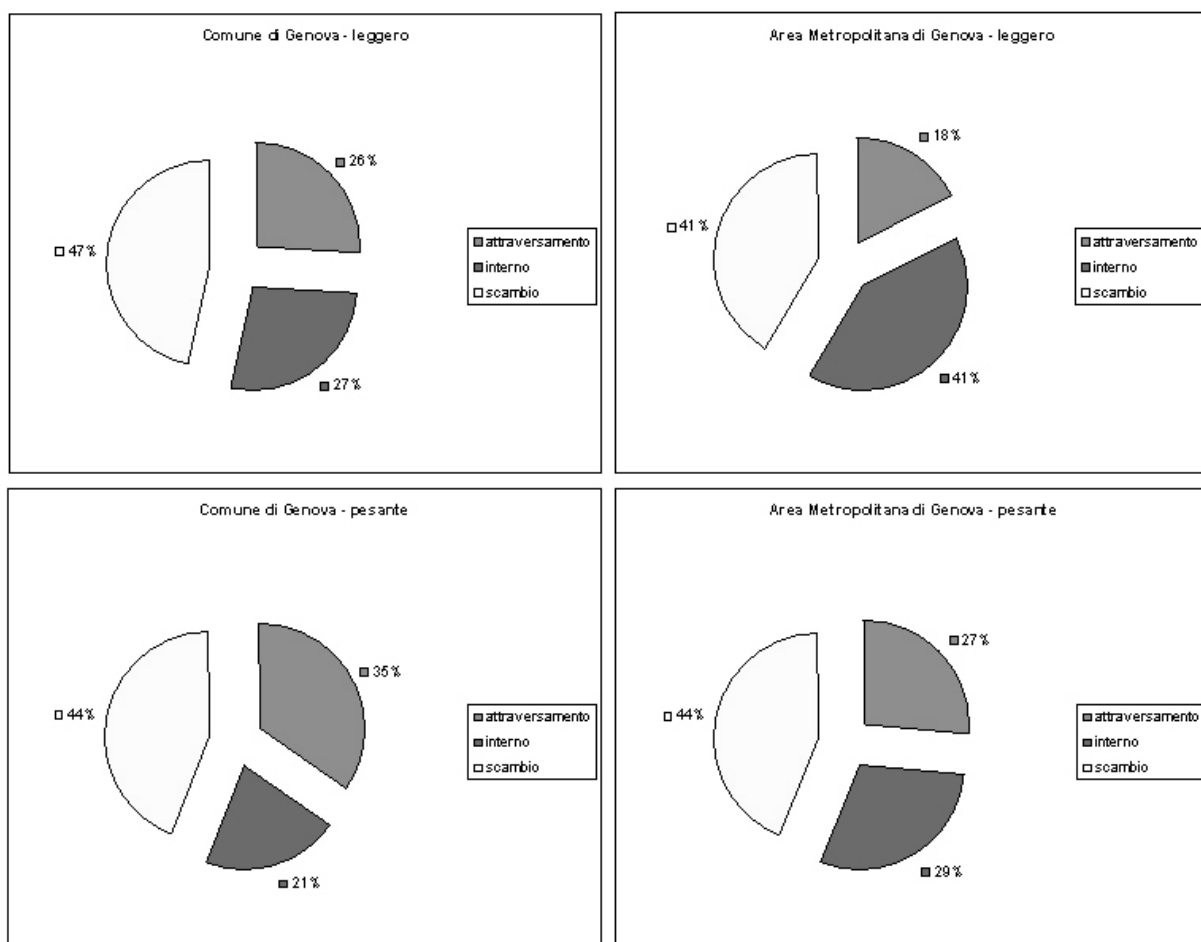 Comune di Genova - leggero
26%
47%
27%
attraversamento
interno
scambio
Area Metropolitana di Genova - leggero
18%
41%
41%
attraversamento
interno
scambio
Comune di Genova - pesante
35%
44%
21%
attraversamento
interno
scambio
Area Metropolitana di Genova - pesante
27%
44%
29%
attraversamento
interno
scambio